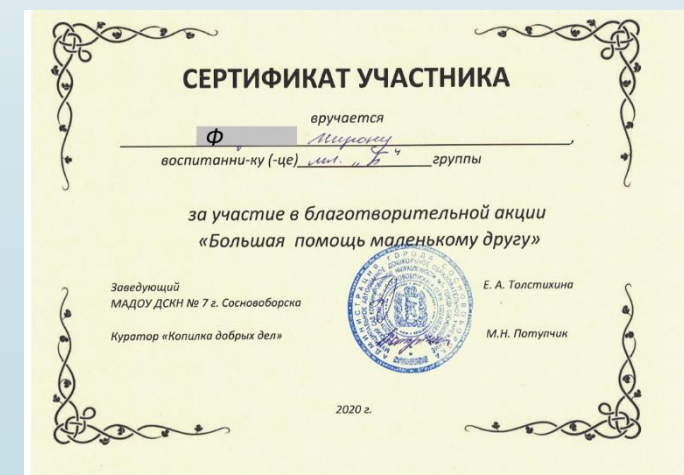 СЕРТИФИКАТ УЧАСТНИКА
вручается
Ф Мирону,
воспитанни-ку (-це) мл. „Б" группы
за участие в благотворительной акции
«Большая помощь маленькому другу»
Заведующий
МАДОУ ДСКН № 7 г. Сосновоборска
Е. А. Толстихина
Куратор «Копилка добрых дел»
М.Н. Потупчик
2020 г.